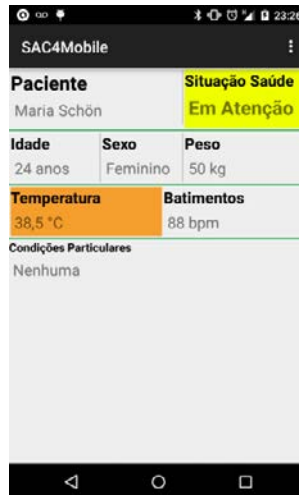 23:26
SAC4Mobile
Paciente
Situação Saúde
Maria Schön
Em Atenção
Idade Sexo Peso
24 anos Feminino 50 kg
Temperatura Batimentos
38,5 °C 88 bpm
Condições Particulares
Nenhuma